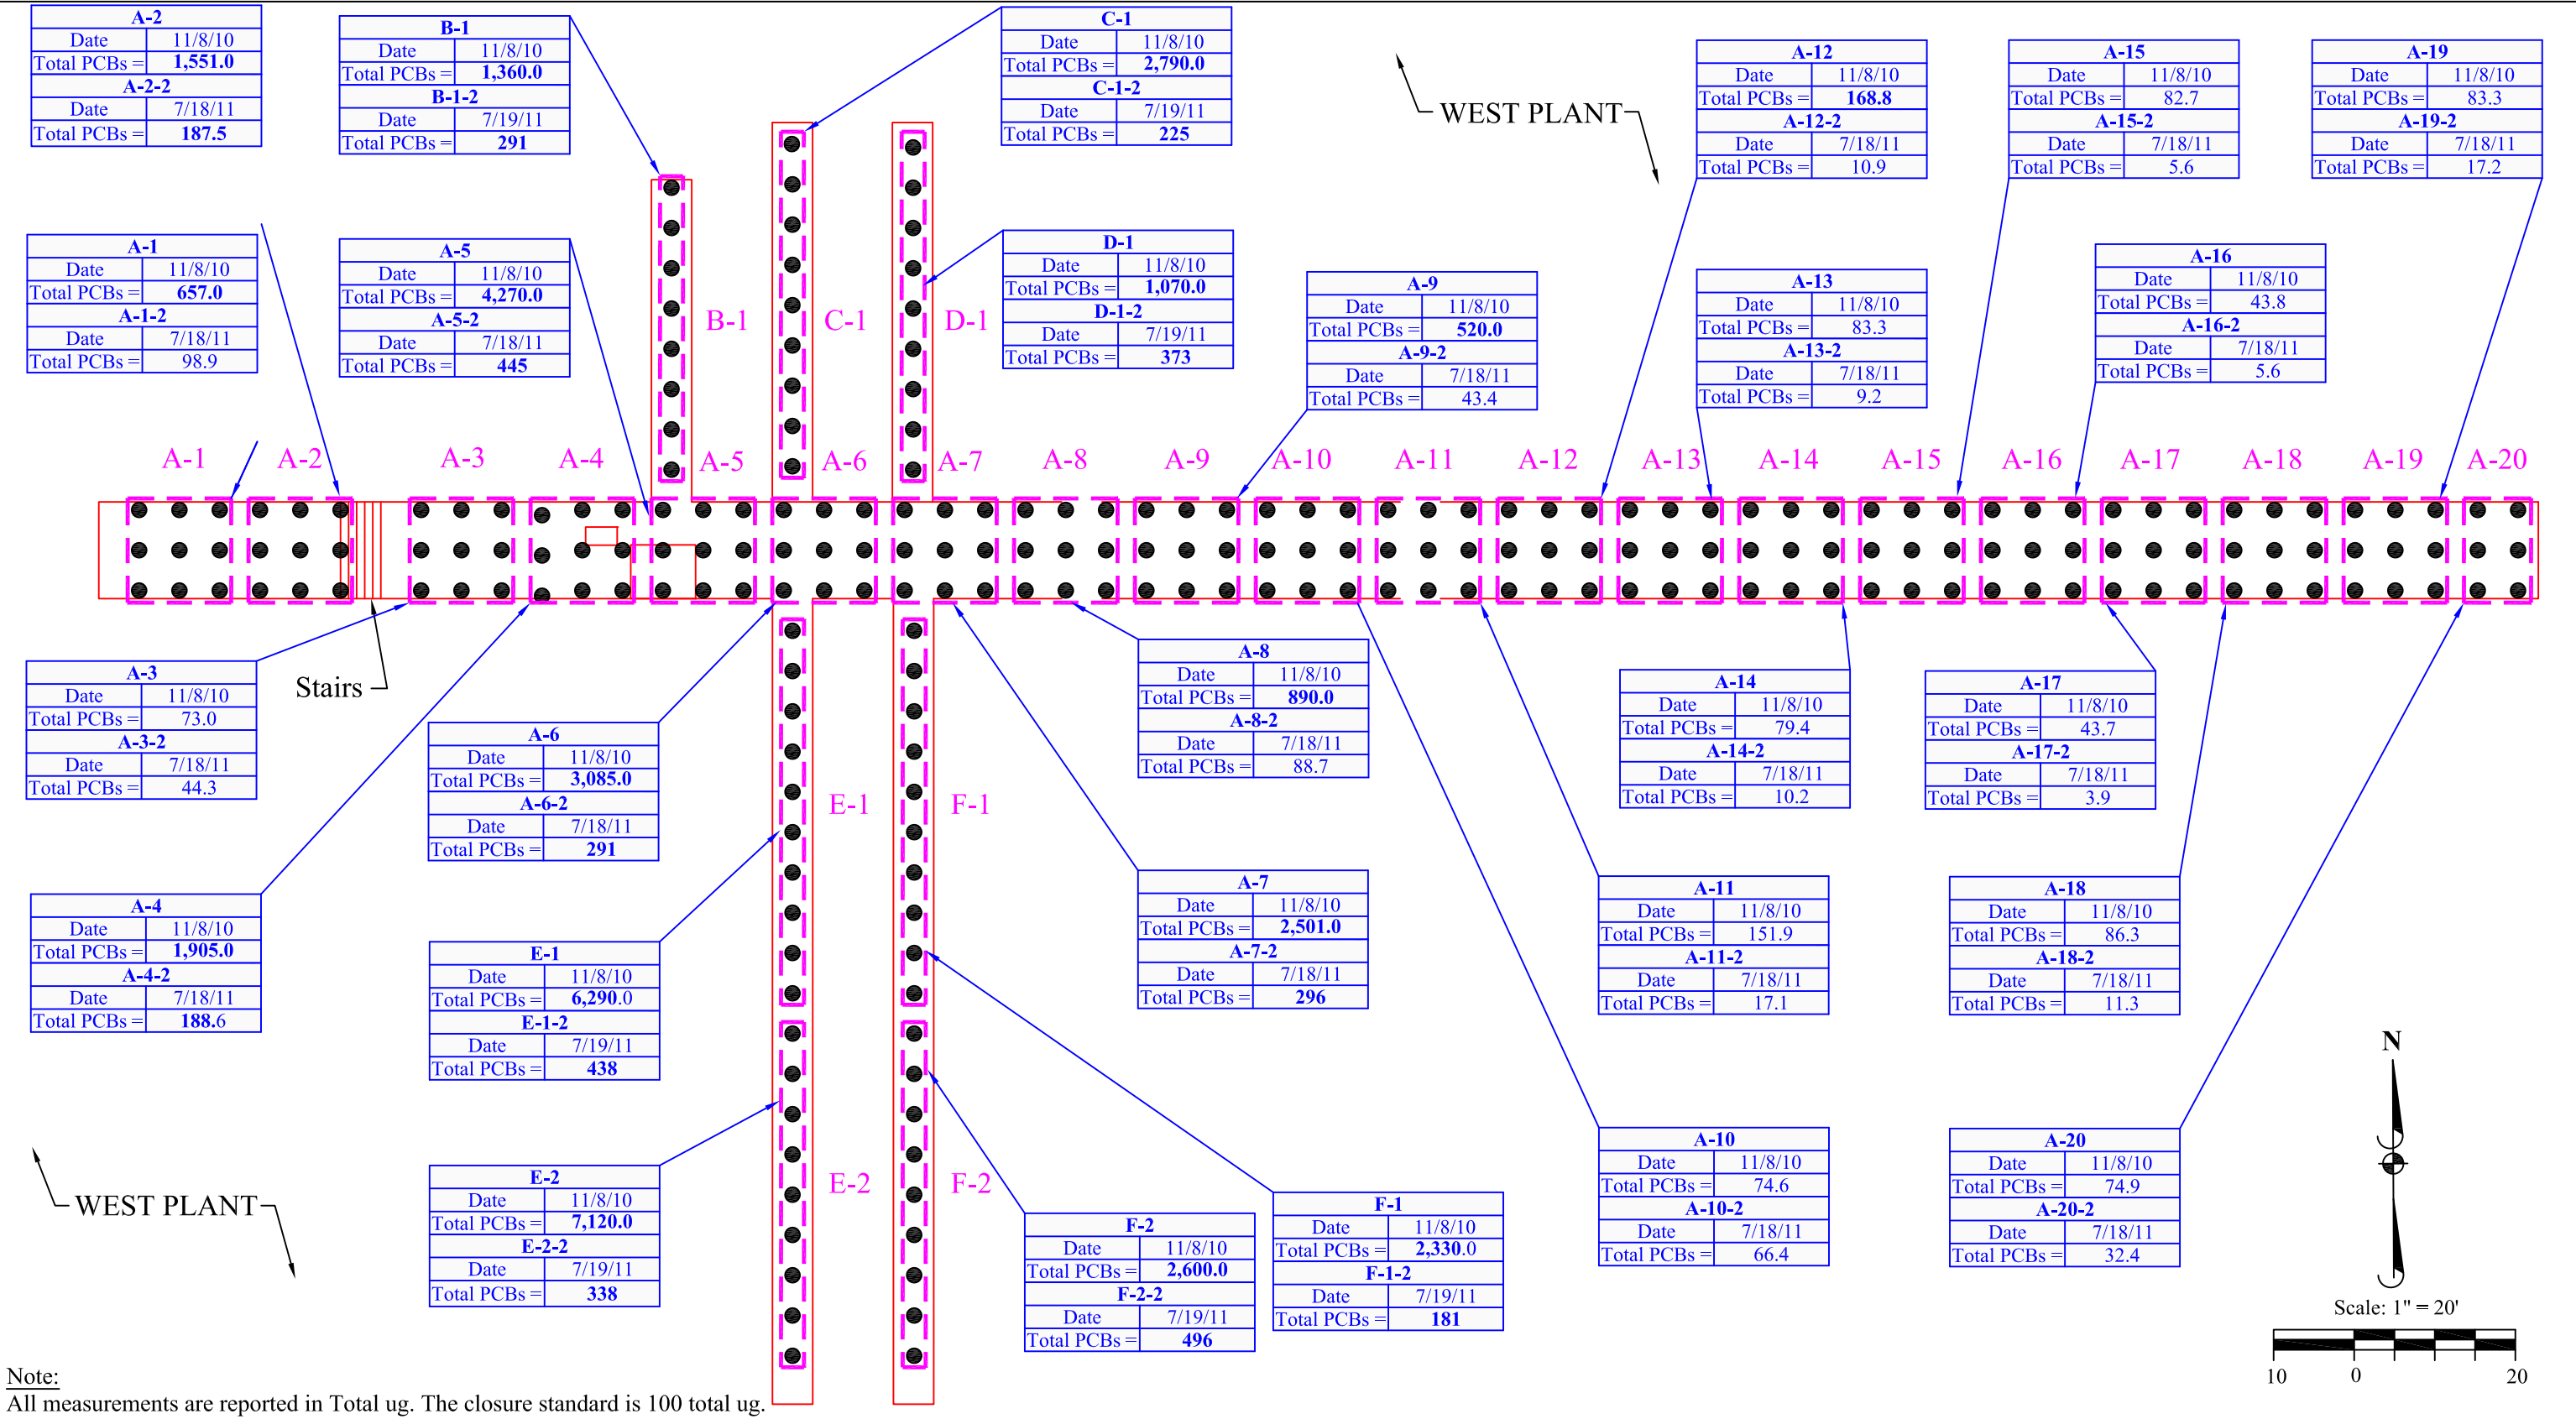 A-2
Date 11/8/10
Total PCBs = 1,551.0
A-2-2
Date 7/18/11
Total PCBs = 187.5
B-1
Date 11/8/10
Total PCBs = 1,360.0
B-1-2
Date 7/19/11
Total PCBs = 291
C-1
Date 11/8/10
Total PCBs = 2,790.0
C-1-2
Date 7/19/11
Total PCBs = 225
WEST PLANT
A-12
Date 11/8/10
Total PCBs = 168.8
A-12-2
Date 7/18/11
Total PCBs = 10.9
A-15
Date 11/8/10
Total PCBs = 82.7
A-15-2
Date 7/18/11
Total PCBs = 5.6
A-19
Date 11/8/10
Total PCBs = 83.3
A-19-2
Date 7/18/11
Total PCBs = 17.2
A-1
Date 11/8/10
Total PCBs = 657.0
A-1-2
Date 7/18/11
Total PCBs = 98.9
A-5
Date 11/8/10
Total PCBs = 4,270.0
A-5-2
Date 7/18/11
Total PCBs = 445
B-1
C-1
D-1
D-1
Date 11/8/10
Total PCBs = 1,070.0
D-1-2
Date 7/19/11
Total PCBs = 373
A-9
Date 11/8/10
Total PCBs = 520.0
A-9-2
Date 7/18/11
Total PCBs = 43.4
A-13
Date 11/8/10
Total PCBs = 83.3
A-13-2
Date 7/18/11
Total PCBs = 9.2
A-16
Date 11/8/10
Total PCBs = 43.8
A-16-2
Date 7/18/11
Total PCBs = 5.6
A-1 A-2 A-3 A-4 A-5 A-6 A-7 A-8 A-9 A-10 A-11 A-12 A-13 A-14 A-15 A-16 A-17 A-18 A-19 A-20
A-3
Date 11/8/10
Total PCBs = 73.0
A-3-2
Date 7/18/11
Total PCBs = 44.3
Stairs
A-6
Date 11/8/10
Total PCBs = 3,085.0
A-6-2
Date 7/18/11
Total PCBs = 291
E-1
F-1
A-8
Date 11/8/10
Total PCBs = 890.0
A-8-2
Date 7/18/11
Total PCBs = 88.7
A-14
Date 11/8/10
Total PCBs = 79.4
A-14-2
Date 7/18/11
Total PCBs = 10.2
A-17
Date 11/8/10
Total PCBs = 43.7
A-17-2
Date 7/18/11
Total PCBs = 3.9
A-4
Date 11/8/10
Total PCBs = 1,905.0
A-4-2
Date 7/18/11
Total PCBs = 188.6
E-1
Date 11/8/10
Total PCBs = 6,290.0
E-1-2
Date 7/19/11
Total PCBs = 438
A-7
Date 11/8/10
Total PCBs = 2,501.0
A-7-2
Date 7/18/11
Total PCBs = 296
A-11
Date 11/8/10
Total PCBs = 151.9
A-11-2
Date 7/18/11
Total PCBs = 17.1
A-18
Date 11/8/10
Total PCBs = 86.3
A-18-2
Date 7/18/11
Total PCBs = 11.3
WEST PLANT
E-2
Date 11/8/10
Total PCBs = 7,120.0
E-2-2
Date 7/19/11
Total PCBs = 338
E-2
F-2
F-2
Date 11/8/10
Total PCBs = 2,600.0
F-2-2
Date 7/19/11
Total PCBs = 496
F-1
Date 11/8/10
Total PCBs = 2,330.0
F-1-2
Date 7/19/11
Total PCBs = 181
A-10
Date 11/8/10
Total PCBs = 74.6
A-10-2
Date 7/18/11
Total PCBs = 66.4
A-20
Date 11/8/10
Total PCBs = 74.9
A-20-2
Date 7/18/11
Total PCBs = 32.4
N
Scale: 1" = 20'
10 0 20
Note:
All measurements are reported in Total ug. The closure standard is 100 total ug.